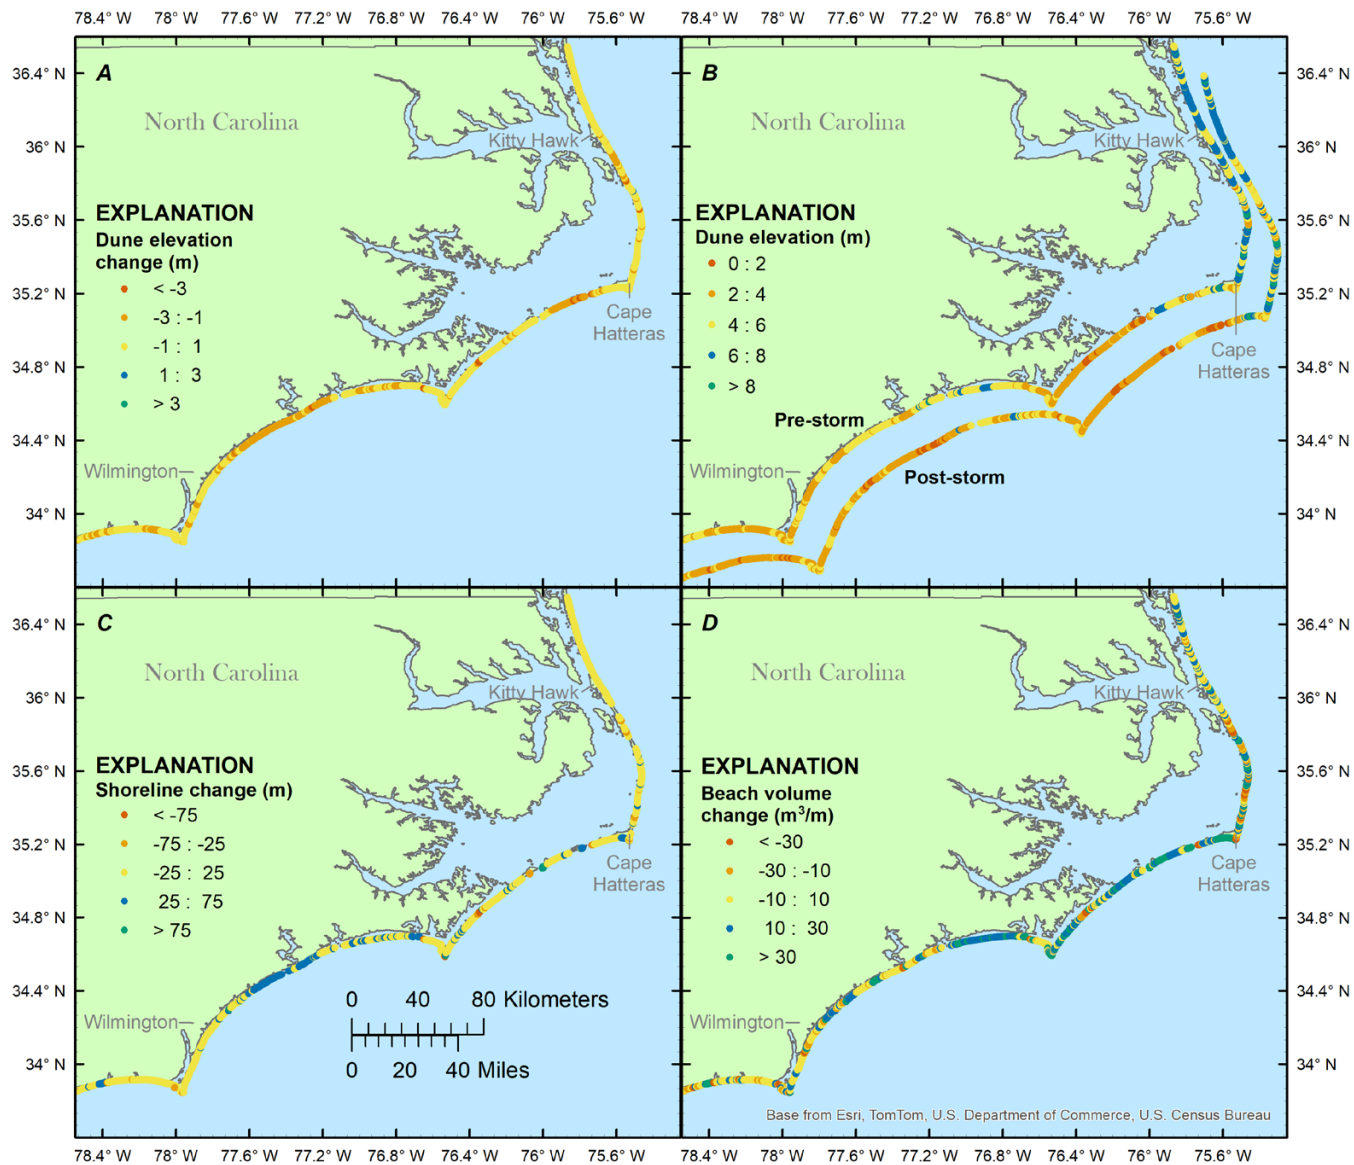 78.4° W 78° W 77.6° W 77.2° W 76.8° W 76.4° W 76° W 75.6° W 78.4° W 78° W 77.6° W 77.2° W 76.8° W 76.4° W 76° W 75.6° W
A
36.4° N
36° N
35.6° N
35.2° N
34.8° N
34.4° N
34° N
North Carolina
Kitty Hawk
EXPLANATION
Dune elevation
change (m)
< -3
-3 : -1
-1 : 1
1 : 3
> 3
Cape
Hatteras
Wilmington
B
North Carolina
Kitty Hawk
EXPLANATION
Dune elevation (m)
0 : 2
2 : 4
4 : 6
6 : 8
> 8
Cape
Hatteras
Pre-storm
Wilmington
Post-storm
36.4° N
36° N
35.6° N
35.2° N
34.8° N
34.4° N
34° N
C
36.4° N
36° N
35.6° N
35.2° N
34.8° N
34.4° N
34° N
North Carolina
Kitty Hawk
EXPLANATION
Shoreline change (m)
< -75
-75 : -25
-25 : 25
25 : 75
> 75
Cape
Hatteras
Wilmington
0 40 80 Kilometers
0 20 40 Miles
D
North Carolina
Kitty Hawk
EXPLANATION
Beach volume
change (m³/m)
< -30
-30 : -10
-10 : 10
10 : 30
> 30
Cape
Hatteras
Wilmington
36.4° N
36° N
35.6° N
35.2° N
34.8° N
34.4° N
34° N
Base from Esri, TomTom, U.S. Department of Commerce, U.S. Census Bureau
78.4° W 78° W 77.6° W 77.2° W 76.8° W 76.4° W 76° W 75.6° W 78.4° W 78° W 77.6° W 77.2° W 76.8° W 76.4° W 76° W 75.6° W